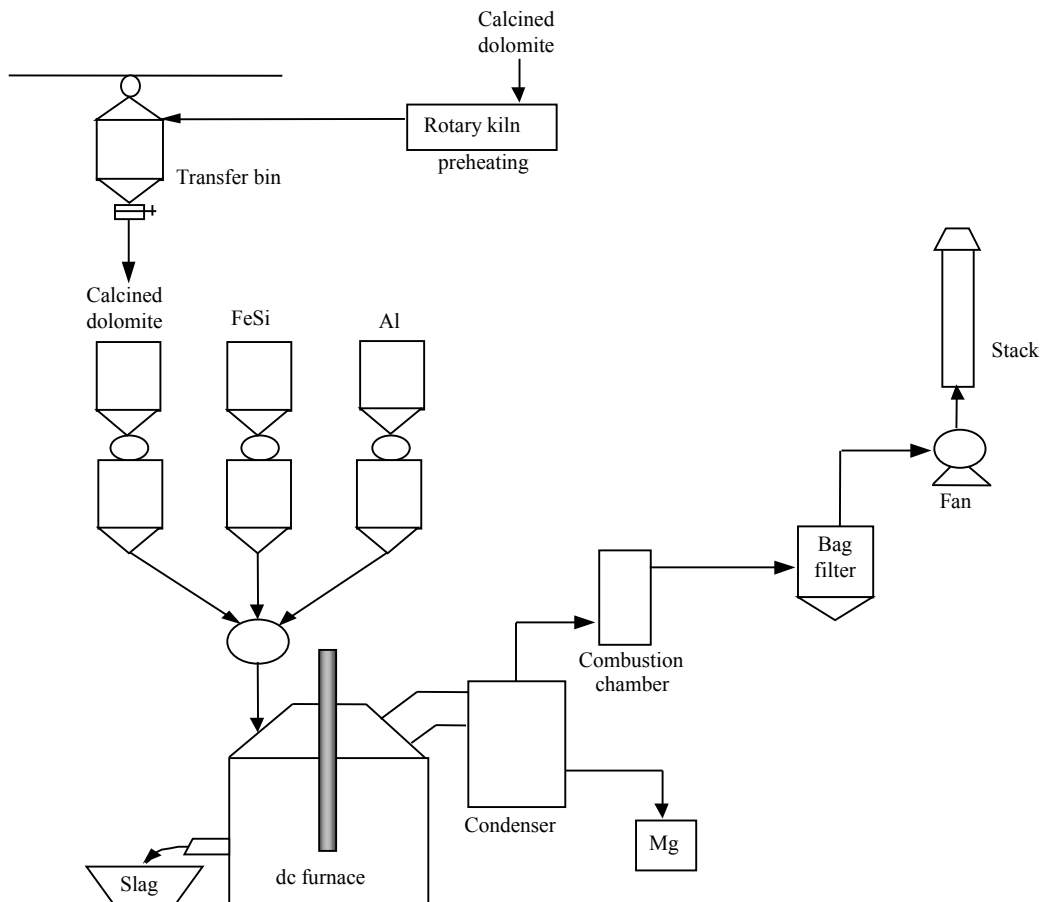 Calcined
dolomite
Rotary kiln
preheating
Transfer bin
Calcined
dolomite
FeSi
Al
Stack
Fan
Bag
filter
Combustion
chamber
Condenser
Mg
dc furnace
Slag